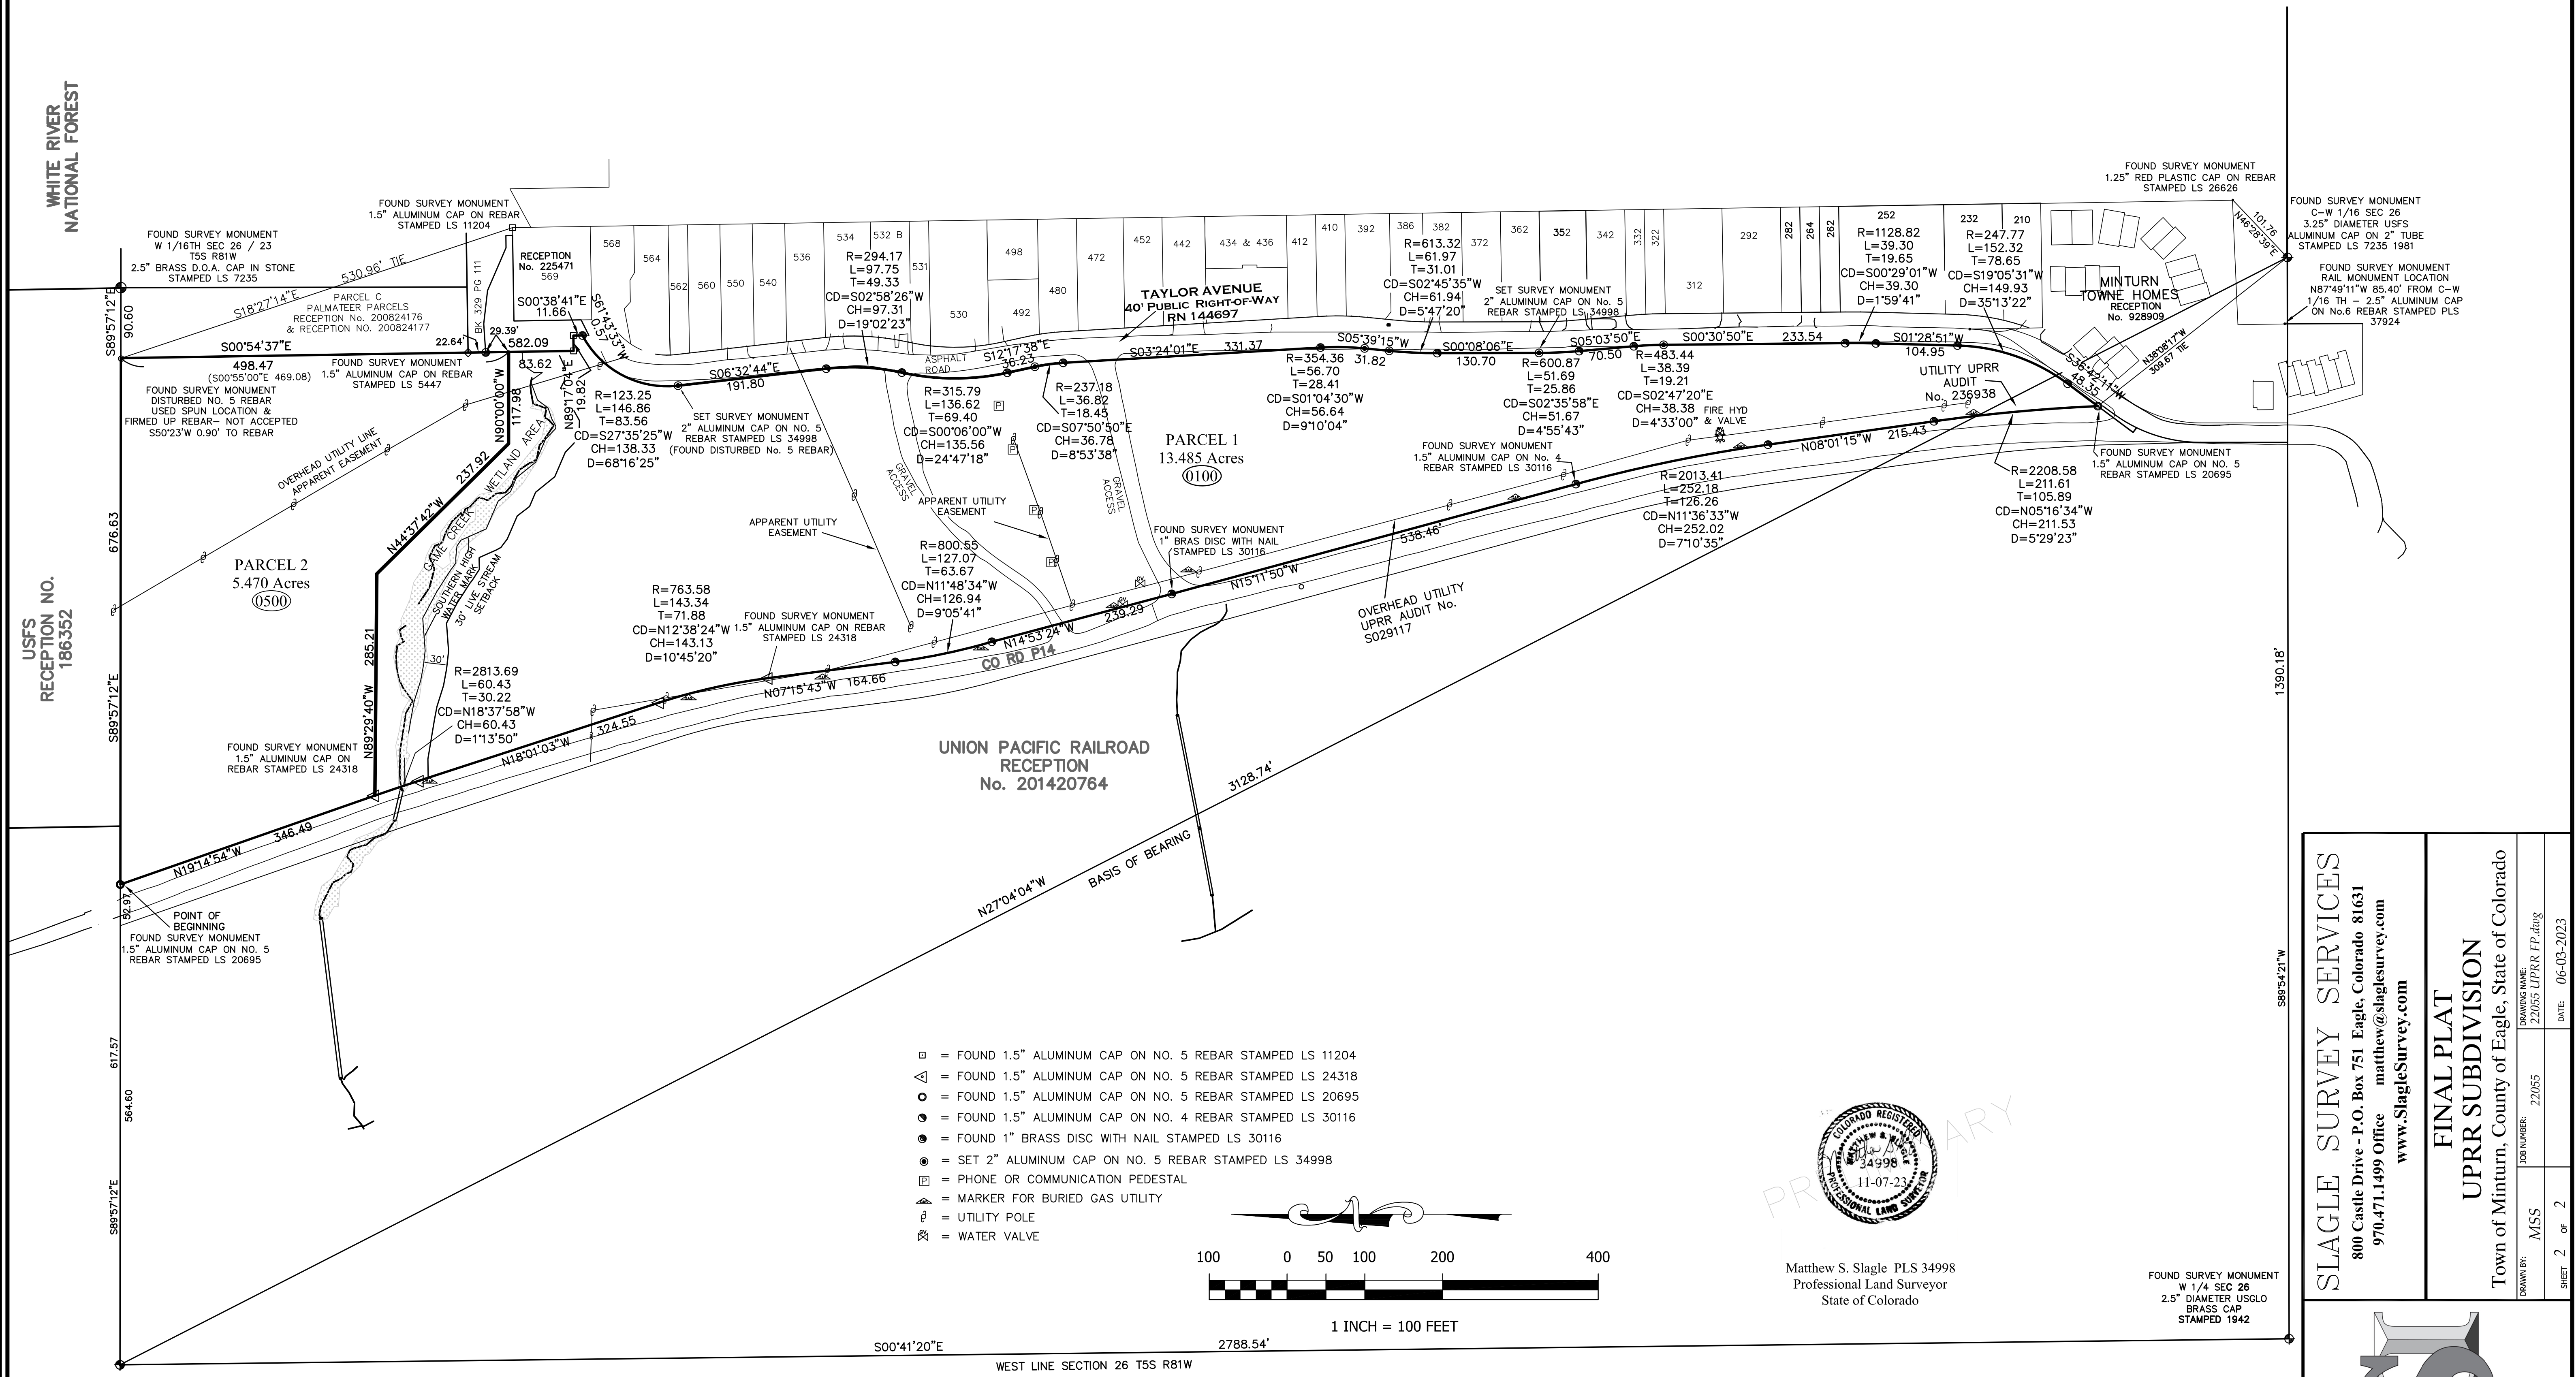 WHITE RIVER
NATIONAL FOREST
FOUND SURVEY MONUMENT
W 1/16TH SEC 26 / 23
T5S R81W
2.5" BRASS D.O.A. CAP IN STONE
STAMPED LS 7235
FOUND SURVEY MONUMENT
1.5" ALUMINUM CAP ON REBAR
STAMPED LS 11204
530.96' TIE
S18°27'14"E
PARCEL C
PALMATEER PARCELS
RECEPTION No. 200824176
& RECEPTION NO. 200824177
BK 329 PG 111
S89°57'12"E
990.60
RECEPTION
No. 225471
569
S00°38'41"E
11.66
S61°43'33"W
0.57
29.39'
22.64'
582.09
83.62
S00°54'37"E
498.47
(S00°55'00"E 469.08)
FOUND SURVEY MONUMENT
1.5" ALUMINUM CAP ON REBAR
STAMPED LS 5447
FOUND SURVEY MONUMENT
DISTURBED NO. 5 REBAR
USED SPUN LOCATION &
FIRMED UP REBAR– NOT ACCEPTED
S50°23'W 0.90' TO REBAR
N90°00'00"W
117.98
N89°17'04"E
19.82
OVERHEAD UTILITY LINE
APPARENT EASEMENT
237.92
N44°37'42"W
WETLAND AREA
GAME CREEK
SOUTHERN HIGH
WATER MARK
30' LIVE STREAM
SETBACK
30'
PARCEL 2
5.470 Acres
0500
676.63
S89°57'12"E
USFS
RECEPTION NO.
186352
285.21
N89°29'40"W
FOUND SURVEY MONUMENT
1.5" ALUMINUM CAP ON
REBAR STAMPED LS 24318
R=2813.69
L=60.43
T=30.22
CD=N18°37'58"W
CH=60.43
D=1°13'50"
N19°14'54"W
346.49
52.97
POINT OF
BEGINNING
FOUND SURVEY MONUMENT
1.5" ALUMINUM CAP ON NO. 5
REBAR STAMPED LS 20695
617.57
564.60
S89°57'12"E
568
564
562
560
550
540
536
534
532 B
531
530
498
492
480
472
452
442
434 & 436
412
410
392
386
382
372
362
352
342
332
322
312
292
282
264
262
252
232
210
R=123.25
L=146.86
T=83.56
CD=S27°35'25"W
CH=138.33
D=68°16'25"
S06°32'44"E
191.80
SET SURVEY MONUMENT
2" ALUMINUM CAP ON NO. 5
REBAR STAMPED LS 34998
(FOUND DISTURBED No. 5 REBAR)
R=294.17
L=97.75
T=49.33
CD=S02°58'26"W
CH=97.31
D=19°02'23"
ASPHALT
ROAD
S12°17'38"E
36.23
R=315.79
L=136.62
T=69.40
CD=S00°06'00"W
CH=135.56
D=24°47'18"
R=237.18
L=36.82
T=18.45
CD=S07°50'50"E
CH=36.78
D=8°53'38"
TAYLOR AVENUE
40' PUBLIC RIGHT-OF-WAY
RN 144697
S03°24'01"E
331.37
PARCEL 1
13.485 Acres
0100
R=354.36
L=56.70
T=28.41
CD=S01°04'30"W
CH=56.64
D=9°10'04"
S05°39'15"W
31.82
R=613.32
L=61.97
T=31.01
CD=S02°45'35"W
CH=61.94
D=5°47'20"
S00°08'06"E
130.70
SET SURVEY MONUMENT
2" ALUMINUM CAP ON No. 5
REBAR STAMPED LS 34998
R=600.87
L=51.69
T=25.86
CD=S02°35'58"E
CH=51.67
D=4°55'43"
S05°03'50"E
70.50
R=483.44
L=38.39
T=19.21
CD=S02°47'20"E
CH=38.38
D=4°33'00"
FIRE HYD
& VALVE
S00°30'50"E
233.54
R=1128.82
L=39.30
T=19.65
CD=S00°29'01"W
CH=39.30
D=1°59'41"
S01°28'51"W
104.95
R=247.77
L=152.32
T=78.65
CD=S19°05'31"W
CH=149.93
D=35°13'22"
MINTURN
TOWNE HOMES
RECEPTION
No. 928909
FOUND SURVEY MONUMENT
1.25" RED PLASTIC CAP ON REBAR
STAMPED LS 26626
101.76
N46°28'39"E
FOUND SURVEY MONUMENT
C-W 1/16 SEC 26
3.25" DIAMETER USFS
ALUMINUM CAP ON 2" TUBE
STAMPED LS 7235 1981
FOUND SURVEY MONUMENT
RAIL MONUMENT LOCATION
N87°49'11"W 85.40' FROM C-W
1/16 TH – 2.5" ALUMINUM CAP
ON No.6 REBAR STAMPED PLS
37924
N38°08'17"W
309.67 TIE
S36°42'11"W
48.35
UTILITY UPRR
AUDIT
No. 236938
FOUND SURVEY MONUMENT
1.5" ALUMINUM CAP ON NO. 5
REBAR STAMPED LS 20695
R=2208.58
L=211.61
T=105.89
CD=N05°16'34"W
CH=211.53
D=5°29'23"
N08°01'15"W
215.43
R=2013.41
L=252.18
T=126.26
CD=N11°36'33"W
CH=252.02
D=7°10'35"
FOUND SURVEY MONUMENT
1.5" ALUMINUM CAP ON No. 4
REBAR STAMPED LS 30116
538.46'
N15°11'50"W
OVERHEAD UTILITY
UPRR AUDIT No.
S029117
GRAVEL
ACCESS
GRAVEL
ACCESS
APPARENT UTILITY
EASEMENT
APPARENT UTILITY
EASEMENT
FOUND SURVEY MONUMENT
1" BRAS DISC WITH NAIL
STAMPED LS 30116
239.29
N14°53'24"W
CO RD P14
R=800.55
L=127.07
T=63.67
CD=N11°48'34"W
CH=126.94
D=9°05'41"
FOUND SURVEY MONUMENT
1.5" ALUMINUM CAP ON REBAR
STAMPED LS 24318
N07°15'43"W 164.66
R=763.58
L=143.34
T=71.88
CD=N12°38'24"W
CH=143.13
D=10°45'20"
N18°01'03"W
324.55
UNION PACIFIC RAILROAD
RECEPTION
No. 201420764
3128.74'
BASIS OF BEARING
N27°04'04"W
1390.18'
S89°54'21"W
P
P
P
P
= FOUND 1.5" ALUMINUM CAP ON NO. 5 REBAR STAMPED LS 11204
= FOUND 1.5" ALUMINUM CAP ON NO. 5 REBAR STAMPED LS 24318
= FOUND 1.5" ALUMINUM CAP ON NO. 5 REBAR STAMPED LS 20695
= FOUND 1.5" ALUMINUM CAP ON NO. 4 REBAR STAMPED LS 30116
= FOUND 1" BRASS DISC WITH NAIL STAMPED LS 30116
= SET 2" ALUMINUM CAP ON NO. 5 REBAR STAMPED LS 34998
P = PHONE OR COMMUNICATION PEDESTAL
= MARKER FOR BURIED GAS UTILITY
= UTILITY POLE
= WATER VALVE
100 0 50 100 200 400
1 INCH = 100 FEET
COLORADO REGISTERED
MATTHEW S. SLAGLE
34998
11-07-23
PROFESSIONAL LAND SURVEYOR
Matthew S. Slagle PLS 34998
Professional Land Surveyor
State of Colorado
FOUND SURVEY MONUMENT
W 1/4 SEC 26
2.5" DIAMETER USGLO
BRASS CAP
STAMPED 1942
S00°41'20"E 2788.54'
WEST LINE SECTION 26 T5S R81W
SLAGLE SURVEY SERVICES
800 Castle Drive - P.O. Box 751 Eagle, Colorado 81631
970.471.1499 Office matthew@slaglesurvey.com
www.SlagleSurvey.com
FINAL PLAT
UPRR SUBDIVISION
Town of Minturn, County of Eagle, State of Colorado
DRAWN BY: MSS
JOB NUMBER: 22055
DRAWING NAME: 22055 UPRR FP.dwg
SHEET 2 OF 2
DATE: 06-03-2023